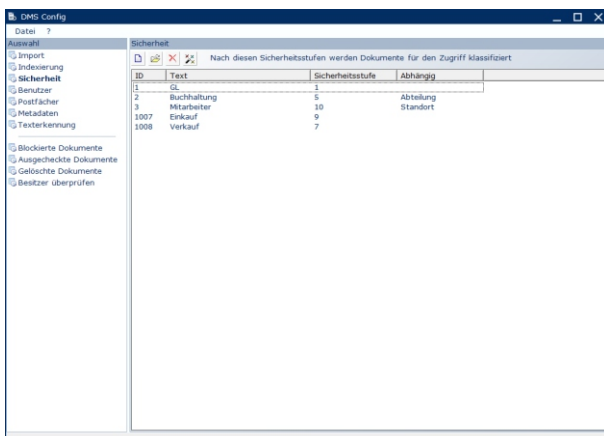 DMS Config
Datei ?
Auswahl
Import
Indexierung
Sicherheit
Benutzer
Postfächer
Metadaten
Texterkennung
Blockierte Dokumente
Ausgecheckte Dokumente
Gelöschte Dokumente
Besitzer überprüfen
Sicherheit
Nach diesen Sicherheitsstufen werden Dokumente für den Zugriff klassifiziert
ID Text Sicherheitsstufe Abhängig
1 GL 1
2 Buchhaltung 5 Abteilung
3 Mitarbeiter 10 Standort
1007 Einkauf 9
1008 Verkauf 7